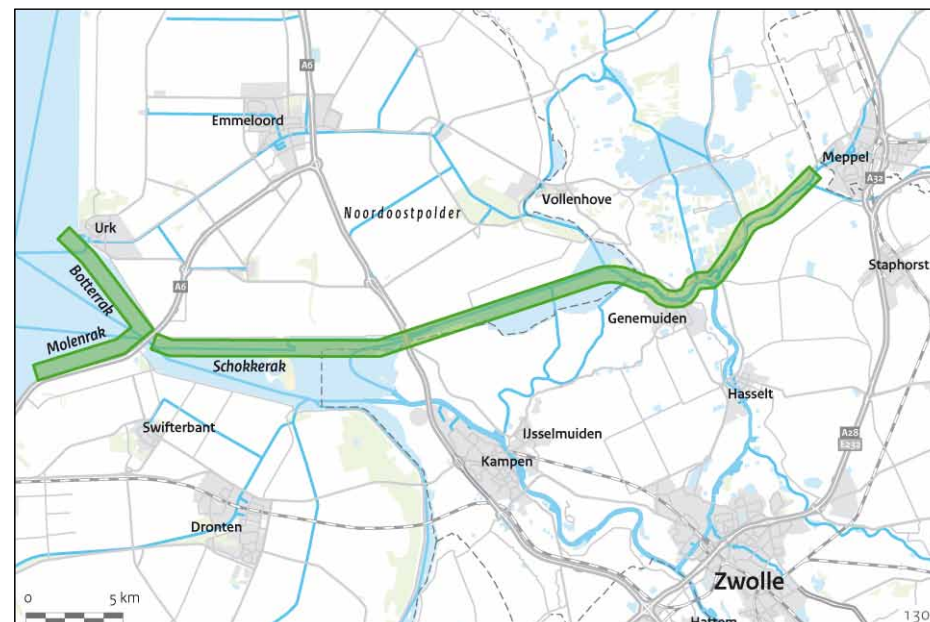 A6
Emmeloord
Meppel
A32
Vollenhove
Noordoostpolder
Urk
Staphorst
Botterrak
A6
Genemuiden
Molenrak
Schokkerak
Hasselt
Swifterbant
IJsselmuiden
A28
E232
Kampen
Dronten
Zwolle
0 5 km
Hattem
130